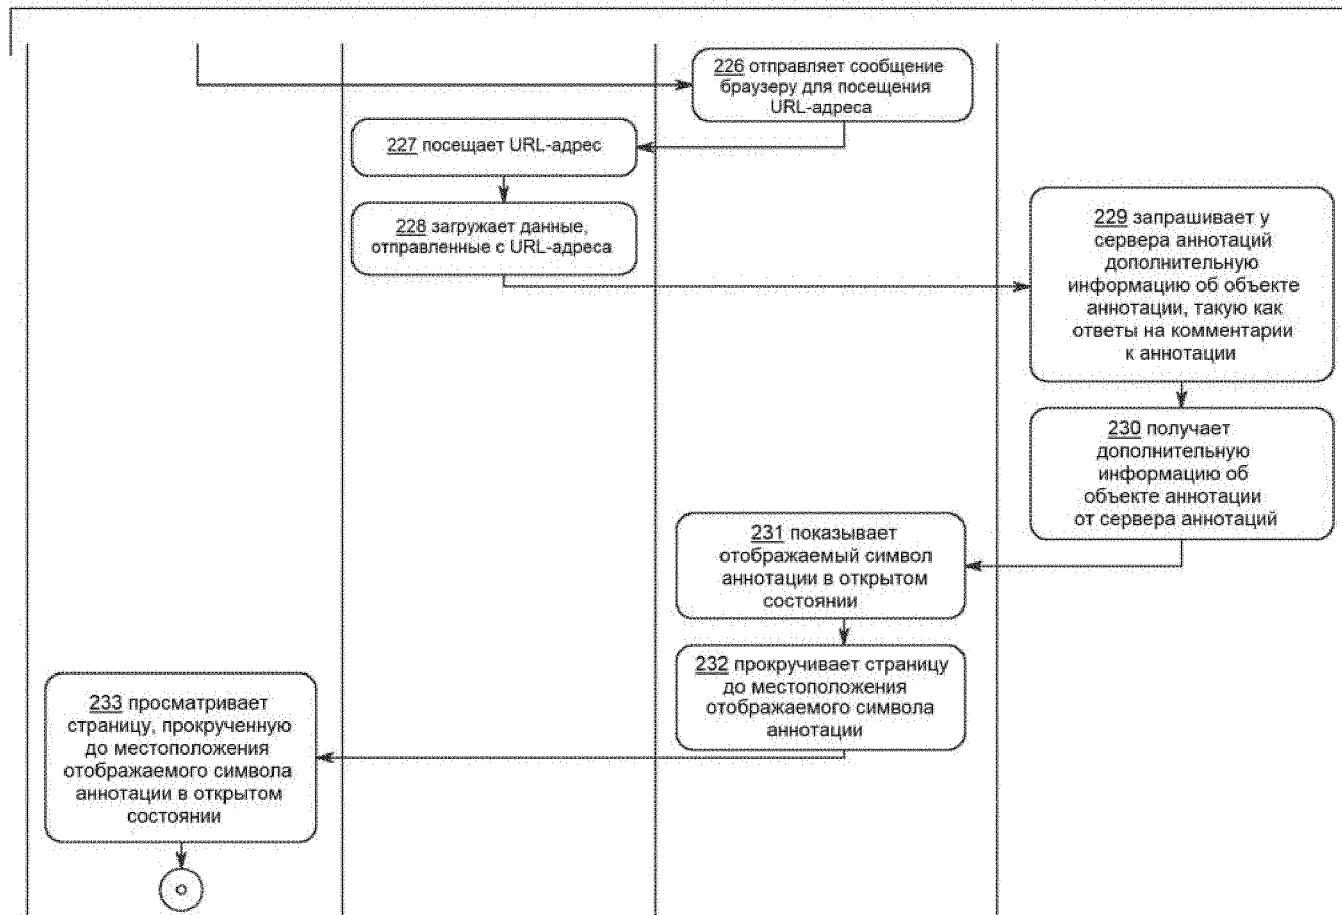 226 отправляет сообщение
браузеру для посещения
URL-адреса
227 посещает URL-адрес
228 загружает данные,
отправленные с URL-адреса
229 запрашивает у
сервера аннотаций
дополнительную
информацию об объекте
аннотации, такую как
ответы на комментарии
к аннотации
230 получает
дополнительную
информацию об
объекте аннотации
от сервера аннотаций
231 показывает
отображаемый символ
аннотации в открытом
состоянии
232 прокручивает страницу
до местоположения
отображаемого символа
аннотации
233 просматривает
страницу, прокрученную
до местоположения
отображаемого символа
аннотации в открытом
состоянии